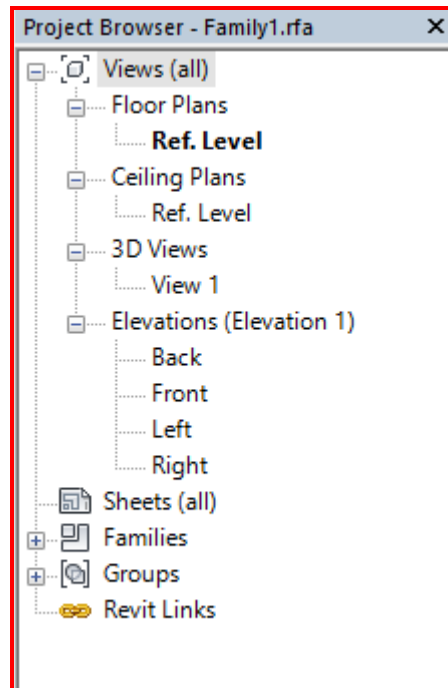 Project Browser - Family1.rfa
Views (all)
Floor Plans
Ref. Level
Ceiling Plans
Ref. Level
3D Views
View 1
Elevations (Elevation 1)
Back
Front
Left
Right
Sheets (all)
Families
Groups
Revit Links